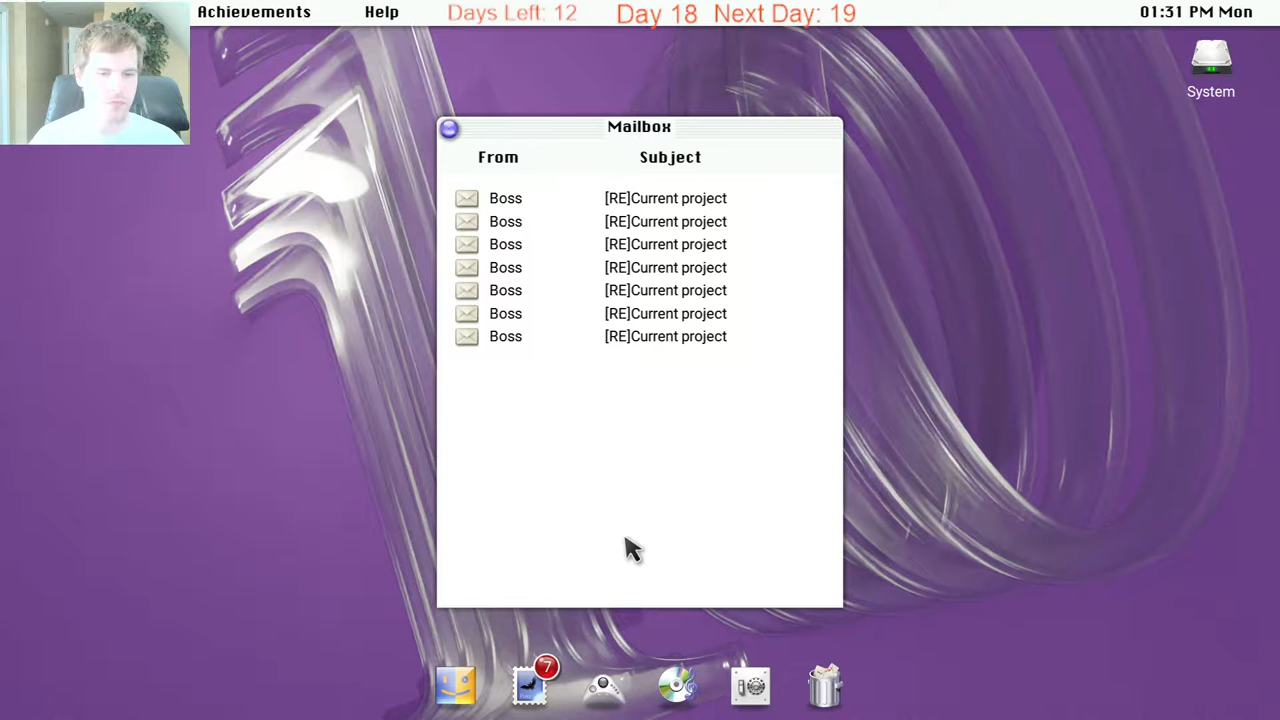 Achievements Help Days Left: 12 Day 18 Next Day: 19 01:31 PM Mon
System
Mailbox
From Subject
Boss [RE]Current project
Boss [RE]Current project
Boss [RE]Current project
Boss [RE]Current project
Boss [RE]Current project
Boss [RE]Current project
Boss [RE]Current project
7